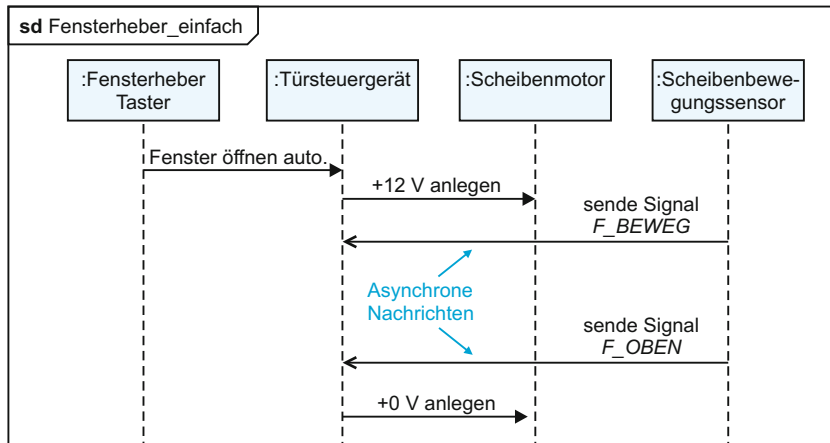 sd Fensterheber_einfach
:Fensterheber
Taster
:Türsteuergerät
:Scheibenmotor
:Scheibenbewe-
gungssensor
Fenster öffnen auto.
+12 V anlegen
sende Signal
F_BEWEG
Asynchrone
Nachrichten
sende Signal
F_OBEN
+0 V anlegen